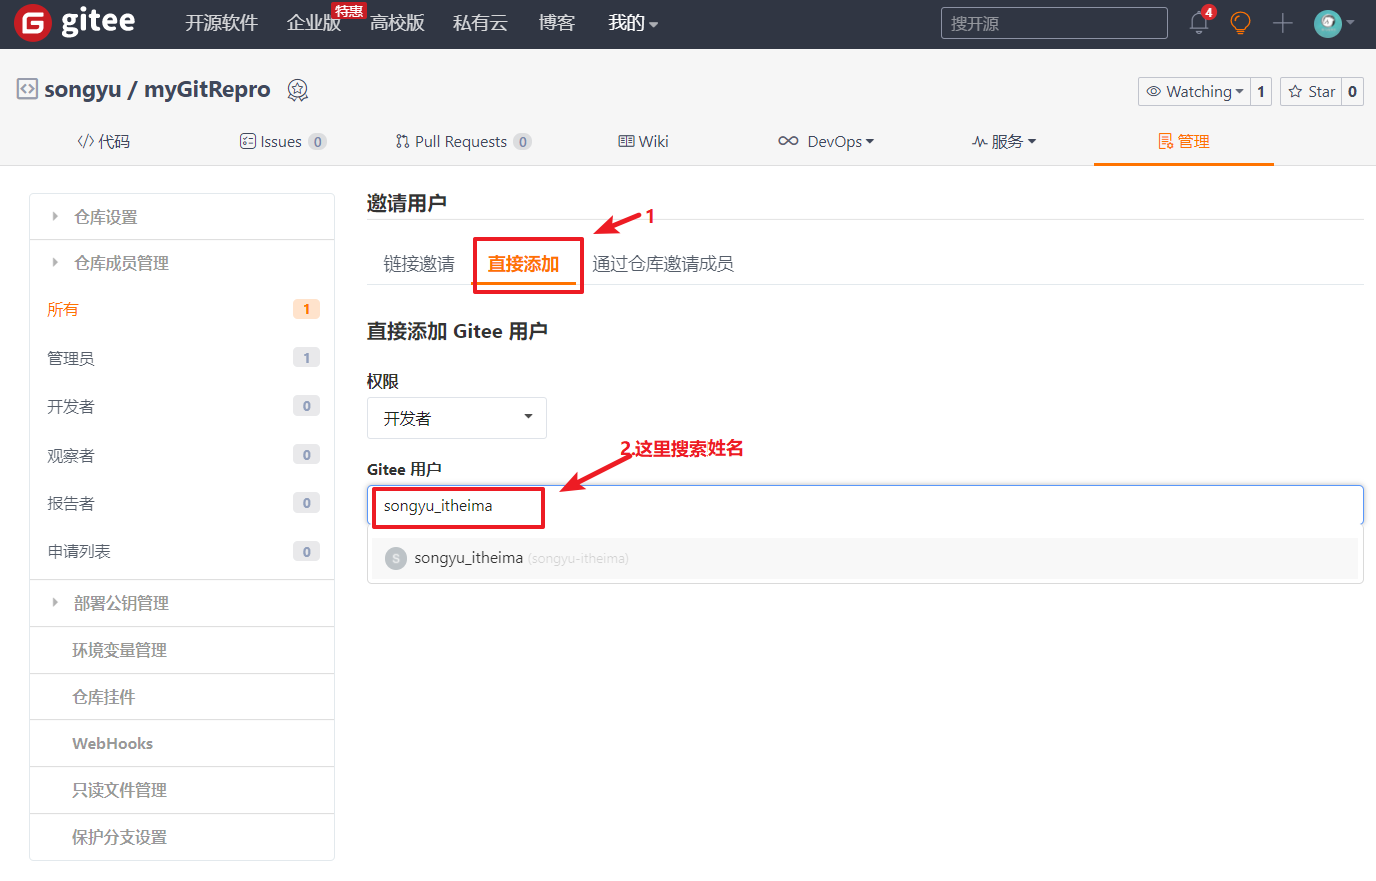 gitee 开源软件 企业版 特惠 高校版 私有云 博客 我的 搜开源 4
songyu / myGitRepro Watching 1 Star 0
代码 Issues 0 Pull Requests 0 Wiki DevOps 服务 管理
仓库设置
仓库成员管理
所有 1
管理员 1
开发者 0
观察者 0
报告者 0
申请列表 0
部署公钥管理
环境变量管理
仓库挂件
WebHooks
只读文件管理
保护分支设置
邀请用户
1
链接邀请 直接添加 通过仓库邀请成员
直接添加 Gitee 用户
权限
开发者
2.这里搜索姓名
Gitee 用户
songyu_itheima
S songyu_itheima (songyu-itheima)